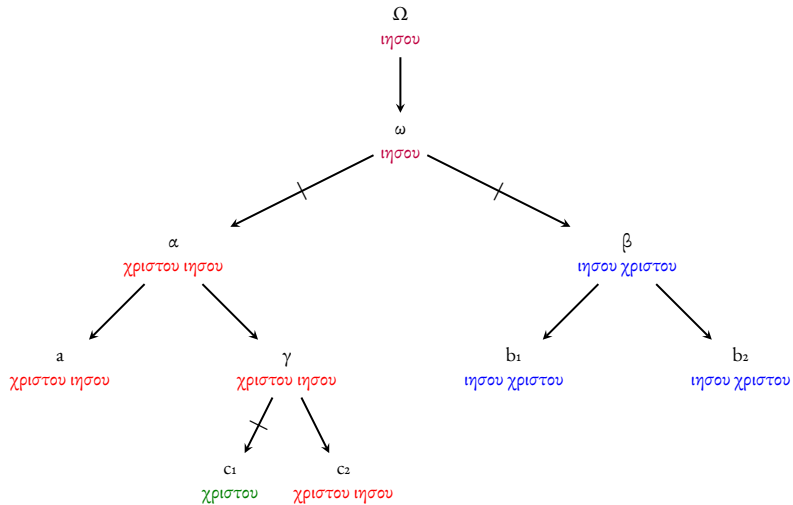 Ω
ιησου
ω
ιησου
α
χριστου ιησου
β
ιησου χριστου
a
χριστου ιησου
γ
χριστου ιησου
b1
ιησου χριστου
b2
ιησου χριστου
c1
χριστου
c2
χριστου ιησου